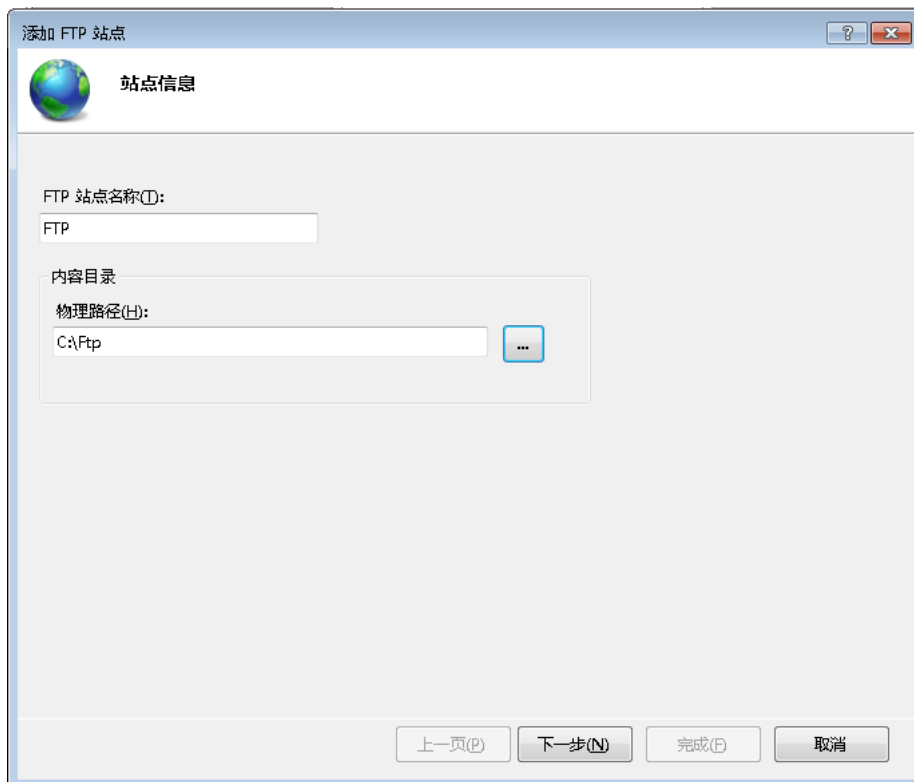 添加 FTP 站点
站点信息
FTP 站点名称(T):
FTP
内容目录
物理路径(H):
C:\Ftp
...
上一页(P) 下一步(N) 完成(F) 取消